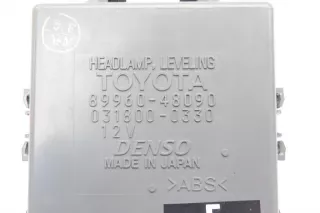 HEADLAMP, LEVELING
TOYOTA
89960-48090
031800-0330
12V
DENSO
MADE IN JAPAN
>ABS<